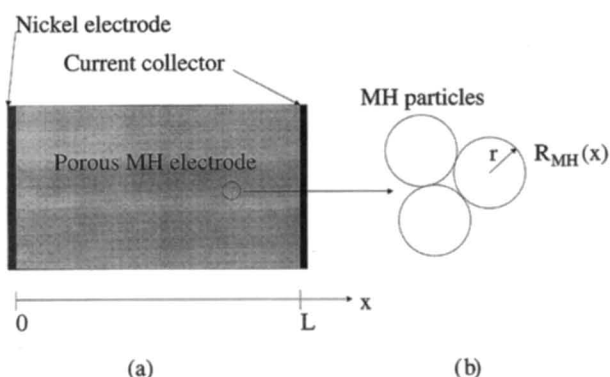 Nickel electrode
Current collector
MH particles
Porous MH electrode
r
R_MH(x)
x
0
L
(a)
(b)